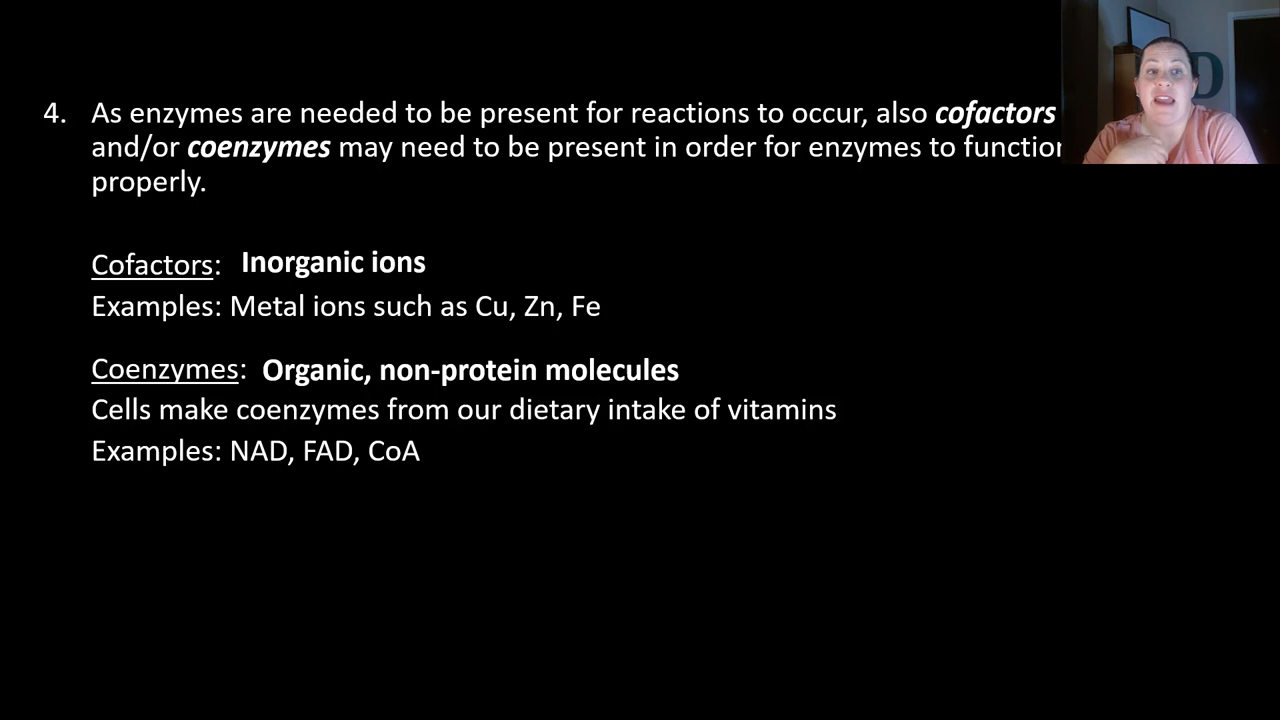 4. As enzymes are needed to be present for reactions to occur, also cofactors
and/or coenzymes may need to be present in order for enzymes to function
properly.
Cofactors: Inorganic ions
Examples: Metal ions such as Cu, Zn, Fe
Coenzymes: Organic, non-protein molecules
Cells make coenzymes from our dietary intake of vitamins
Examples: NAD, FAD, CoA